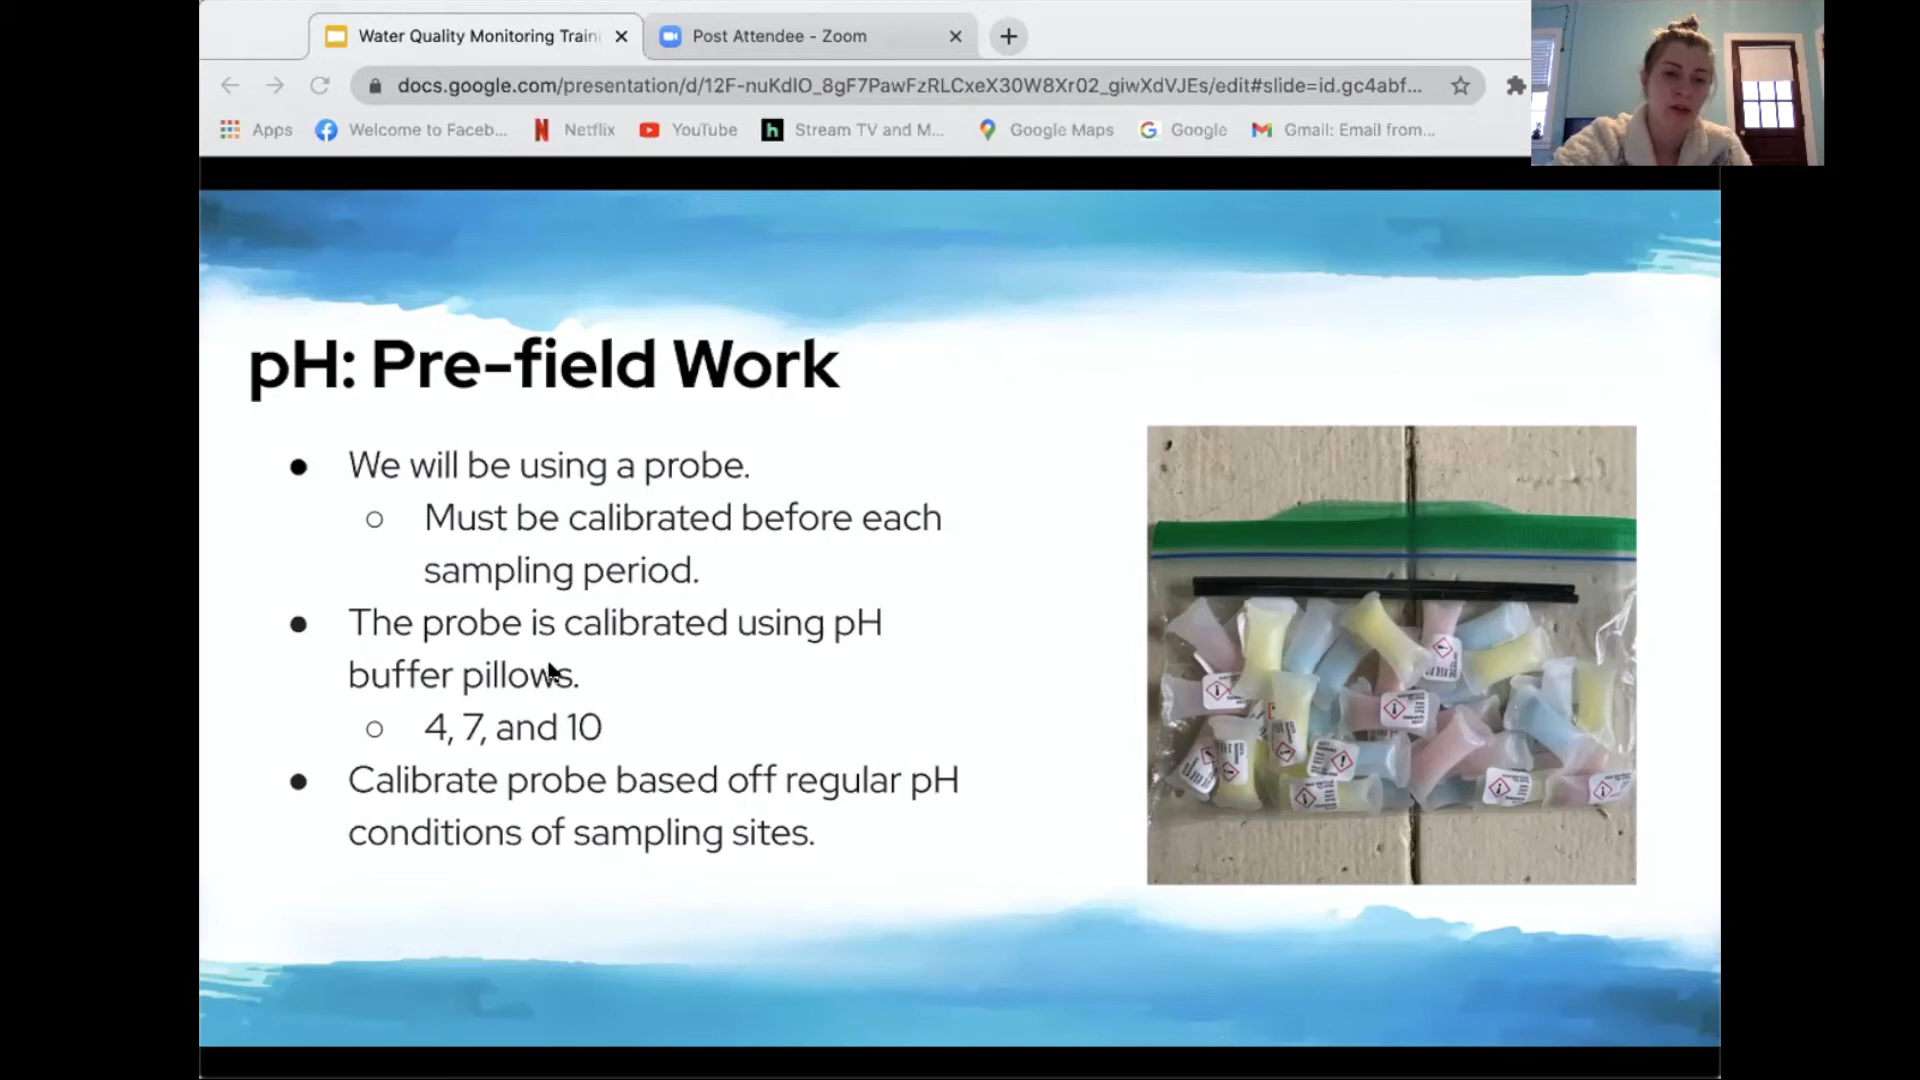 Water Quality Monitoring Train
Post Attendee - Zoom
docs.google.com/presentation/d/12F-nuKdlO_8gF7PawFzRLCxeX30W8Xr02_giwXdVJEs/edit#slide=id.gc4abf...
Apps
Welcome to Faceb...
Netflix
YouTube
Stream TV and M...
Google Maps
Google
Gmail: Email from...
pH: Pre-field Work
● We will be using a probe.
○ Must be calibrated before each
sampling period.
● The probe is calibrated using pH
buffer pillows.
○ 4, 7, and 10
● Calibrate probe based off regular pH
conditions of sampling sites.